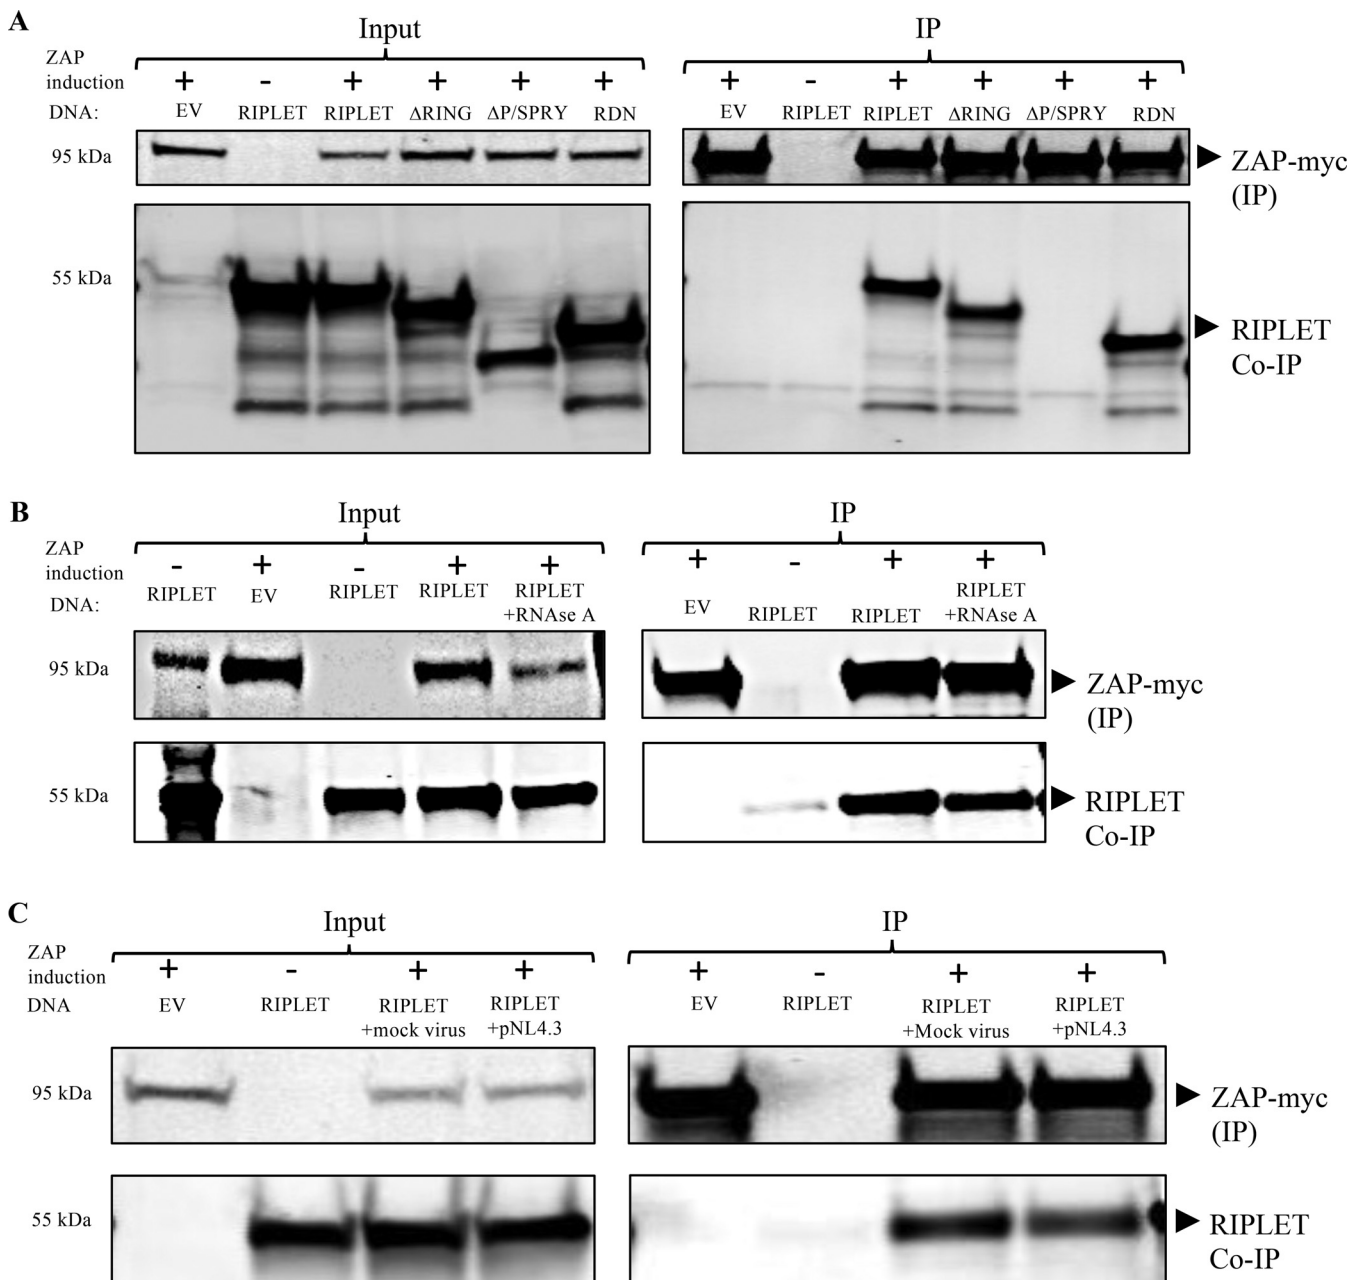 A
Input
IP
ZAP
induction
+ - + + + +
+ - + + + +
DNA:
EV RIPLET RIPLET ΔRING ΔP/SPRY RDN
EV RIPLET RIPLET ΔRING ΔP/SPRY RDN
95 kDa
ZAP-myc
(IP)
55 kDa
RIPLET
Co-IP
B
Input
IP
ZAP
induction
- + - + +
+ - + +
DNA:
RIPLET EV RIPLET RIPLET RIPLET
+RNAse A
EV RIPLET RIPLET RIPLET
+RNAse A
95 kDa
ZAP-myc
(IP)
55 kDa
RIPLET
Co-IP
C
Input
IP
ZAP
induction
+ - + +
+ - + +
DNA
EV RIPLET RIPLET RIPLET
+mock virus +pNL4.3
EV RIPLET RIPLET RIPLET
+Mock virus +pNL4.3
95 kDa
ZAP-myc
(IP)
55 kDa
RIPLET
Co-IP